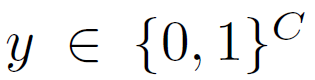 y ∈ {0, 1}^C